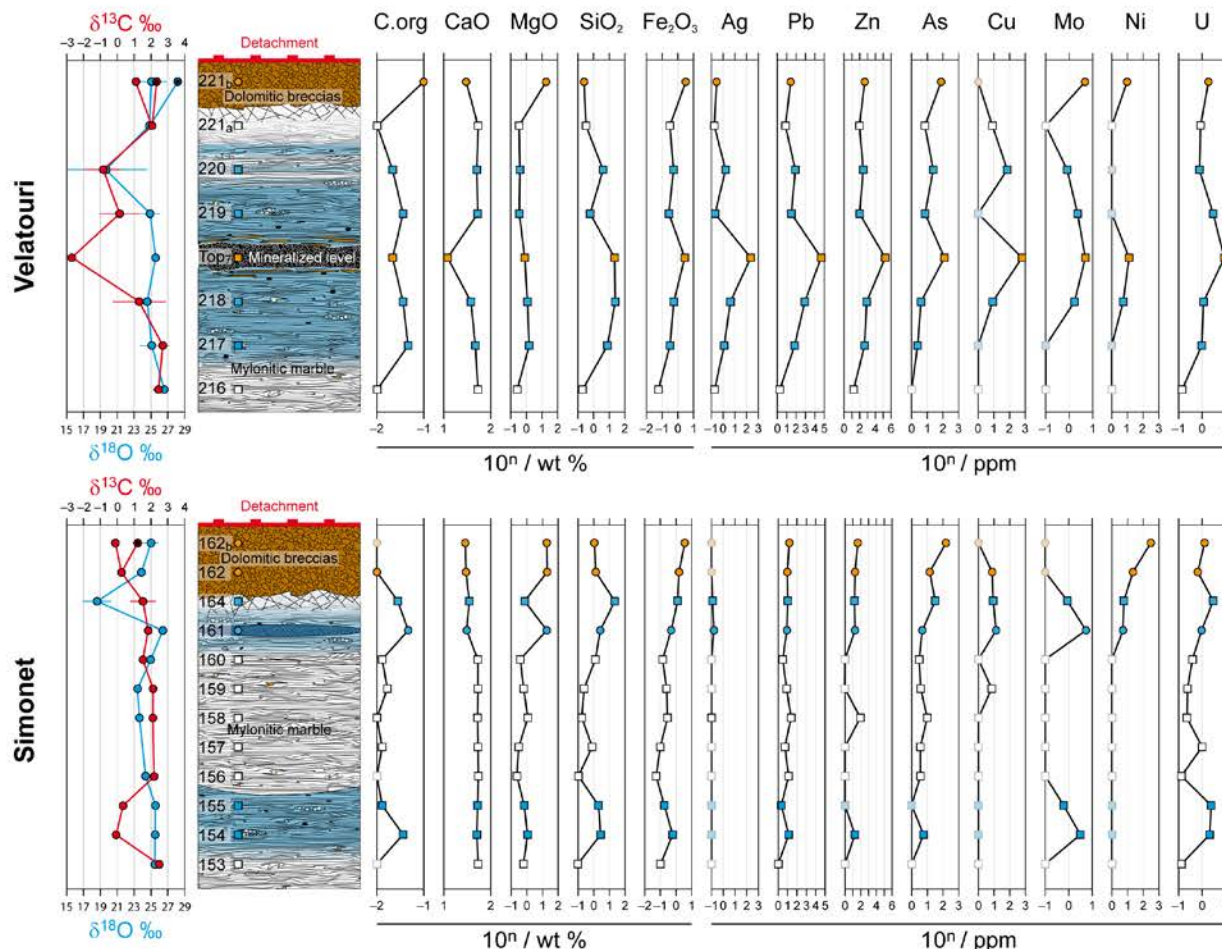 δ13C ‰
C.org CaO MgO SiO2 Fe2O3 Ag Pb Zn As Cu Mo Ni U
–3 –2 –1 0 1 2 3 4
Detachment
Velatouri
221b
Dolomitic breccias
221a
220
219
Top7 Mineralized level
218
217
Mylonitic marble
216
15 17 19 21 23 25 27 29
–2 –1 0 1 2 –1 0 1 2 –1 0 1 2 –2 –1 0 1 –1 0 1 2 3 0 1 2 3 4 5 0 2 4 6 0 1 2 3 0 1 2 3 –1 0 1 0 1 2 3 –1 0 1
δ18O ‰
10n / wt %
10n / ppm
δ13C ‰
–3 –2 –1 0 1 2 3 4
Detachment
Simonet
162b
Dolomitic breccias
162
164
161
160
159
158
Mylonitic marble
157
156
155
154
153
15 17 19 21 23 25 27 29
–2 –1 0 1 2 –1 0 1 2 –1 0 1 2 –2 –1 0 1 –1 0 1 2 3 0 1 2 3 4 5 0 2 4 6 0 1 2 3 0 1 2 3 –1 0 1 0 1 2 3 –1 0 1
δ18O ‰
10n / wt %
10n / ppm